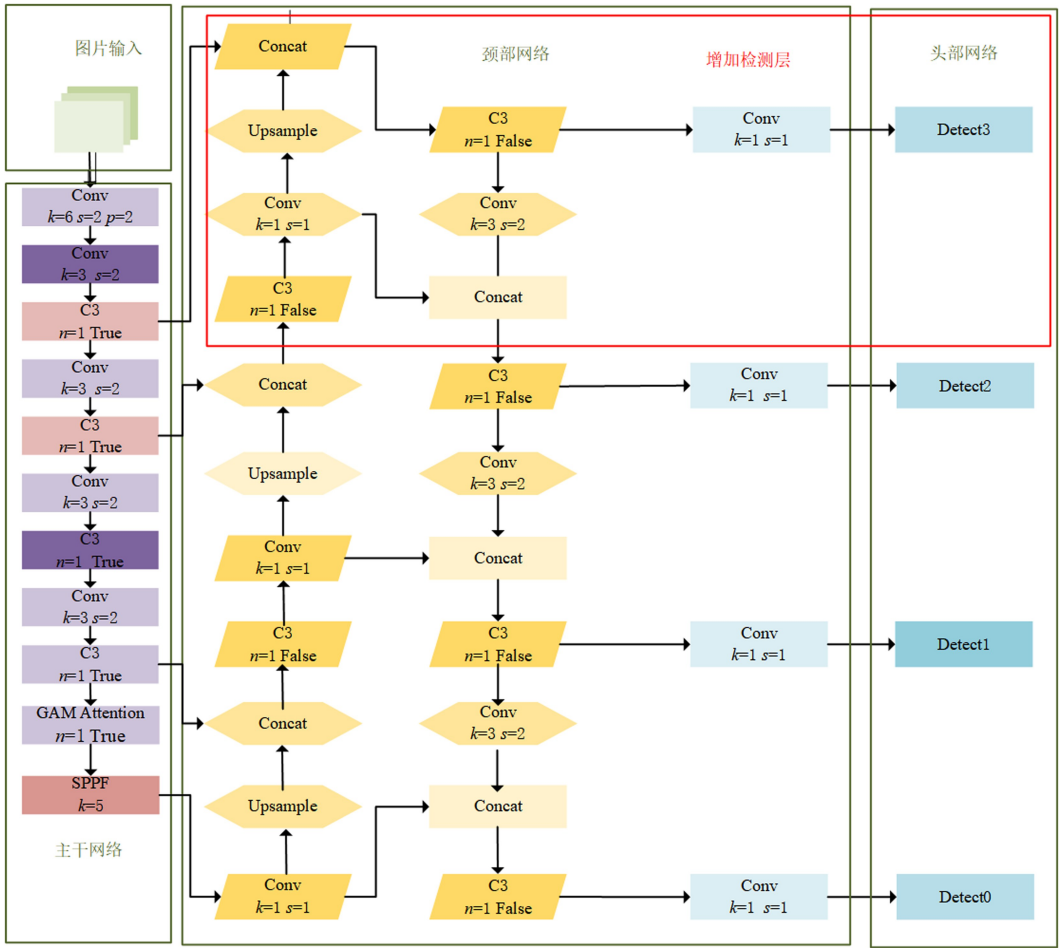 图片输入
Conv
k=6 s=2 p=2
Conv
k=3 s=2
C3
n=1 True
Conv
k=3 s=2
C3
n=1 True
Conv
k=3 s=2
C3
n=1 True
Conv
k=3 s=2
C3
n=1 True
GAM Attention
n=1 True
SPPF
k=5
主干网络
颈部网络
增加检测层
头部网络
Concat
Upsample
Conv
k=1 s=1
C3
n=1 False
Concat
Upsample
Conv
k=1 s=1
C3
n=1 False
Concat
Upsample
Conv
k=1 s=1
C3
n=1 False
Conv
k=3 s=2
Concat
C3
n=1 False
Conv
k=3 s=2
Concat
C3
n=1 False
Conv
k=3 s=2
Concat
C3
n=1 False
Conv
k=1 s=1
Conv
k=1 s=1
Conv
k=1 s=1
Conv
k=1 s=1
Detect3
Detect2
Detect1
Detect0